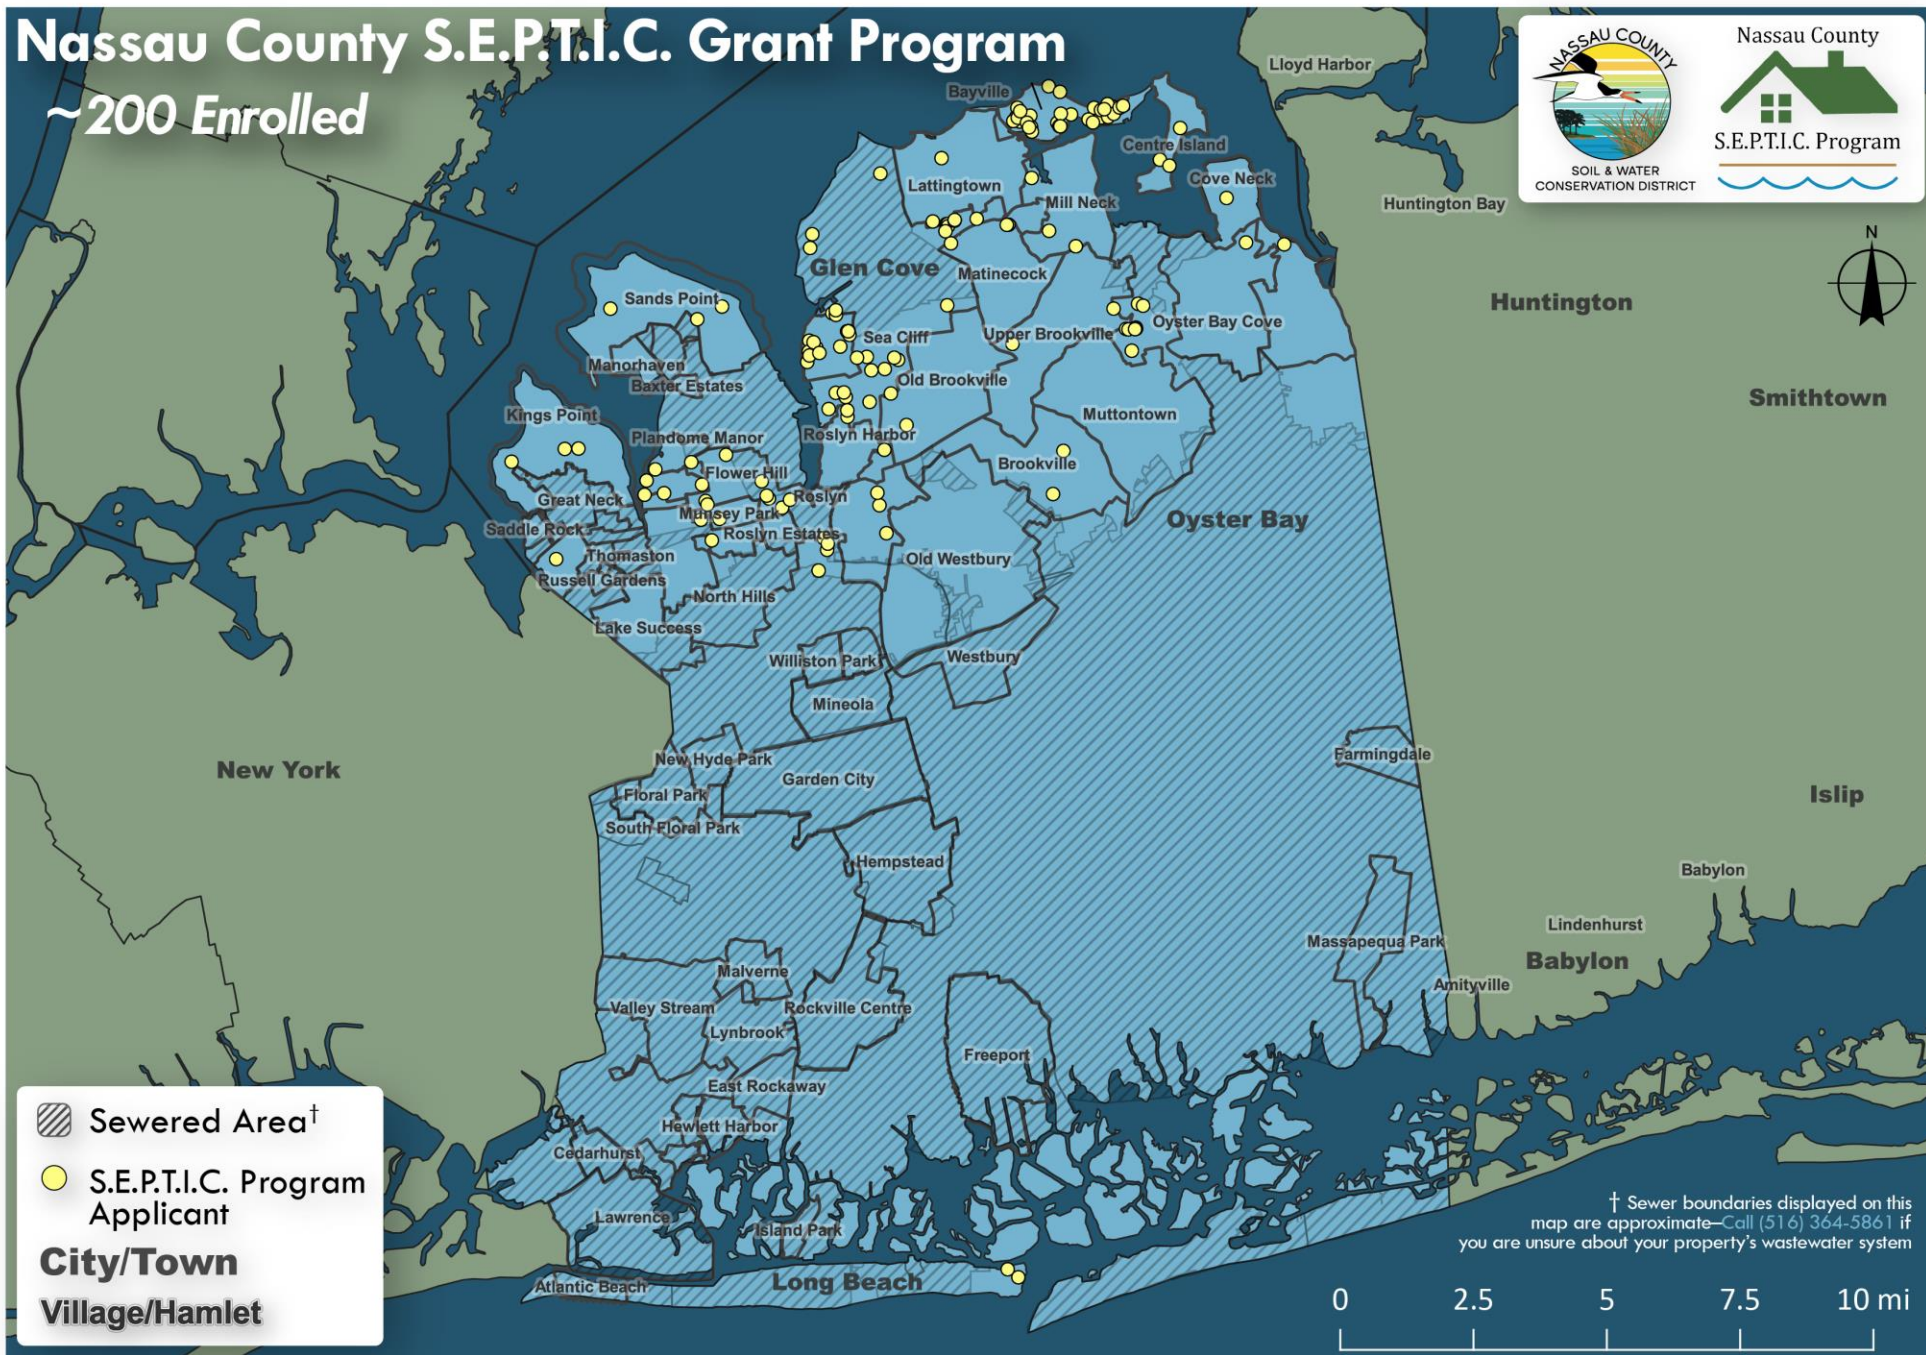 Nassau County S.E.P.T.I.C. Grant Program
~200 Enrolled
NASSAU COUNTY
SOIL & WATER
CONSERVATION DISTRICT
Nassau County
S.E.P.T.I.C. Program
N
Lloyd Harbor
Bayville
Centre Island
Cove Neck
Lattingtown
Mill Neck
Huntington Bay
Glen Cove
Matinecock
Sands Point
Huntington
Sea Cliff
Upper Brookville
Oyster Bay Cove
Manorhaven
Baxter Estates
Old Brookville
Smithtown
Kings Point
Muttontown
Plandome Manor
Roslyn Harbor
Brookville
Flower Hill
Great Neck
Roslyn
Munsey Park
Oyster Bay
Saddle Rock
Roslyn Estates
Thomaston
Old Westbury
Russell Gardens
North Hills
Lake Success
Williston Park
Westbury
Mineola
Farmingdale
New York
New Hyde Park
Garden City
Floral Park
Islip
South Floral Park
Hempstead
Babylon
Lindenhurst
Massapequa Park
Babylon
Malverne
Amityville
Valley Stream
Rockville Centre
Lynbrook
Freeport
East Rockaway
Hewlett Harbor
Cedarhurst
Lawrence
Island Park
Long Beach
Atlantic Beach
Sewered Area†
S.E.P.T.I.C. Program
Applicant
City/Town
Village/Hamlet
† Sewer boundaries displayed on this
map are approximate—Call (516) 364-5861 if
you are unsure about your property's wastewater system
0 2.5 5 7.5 10 mi